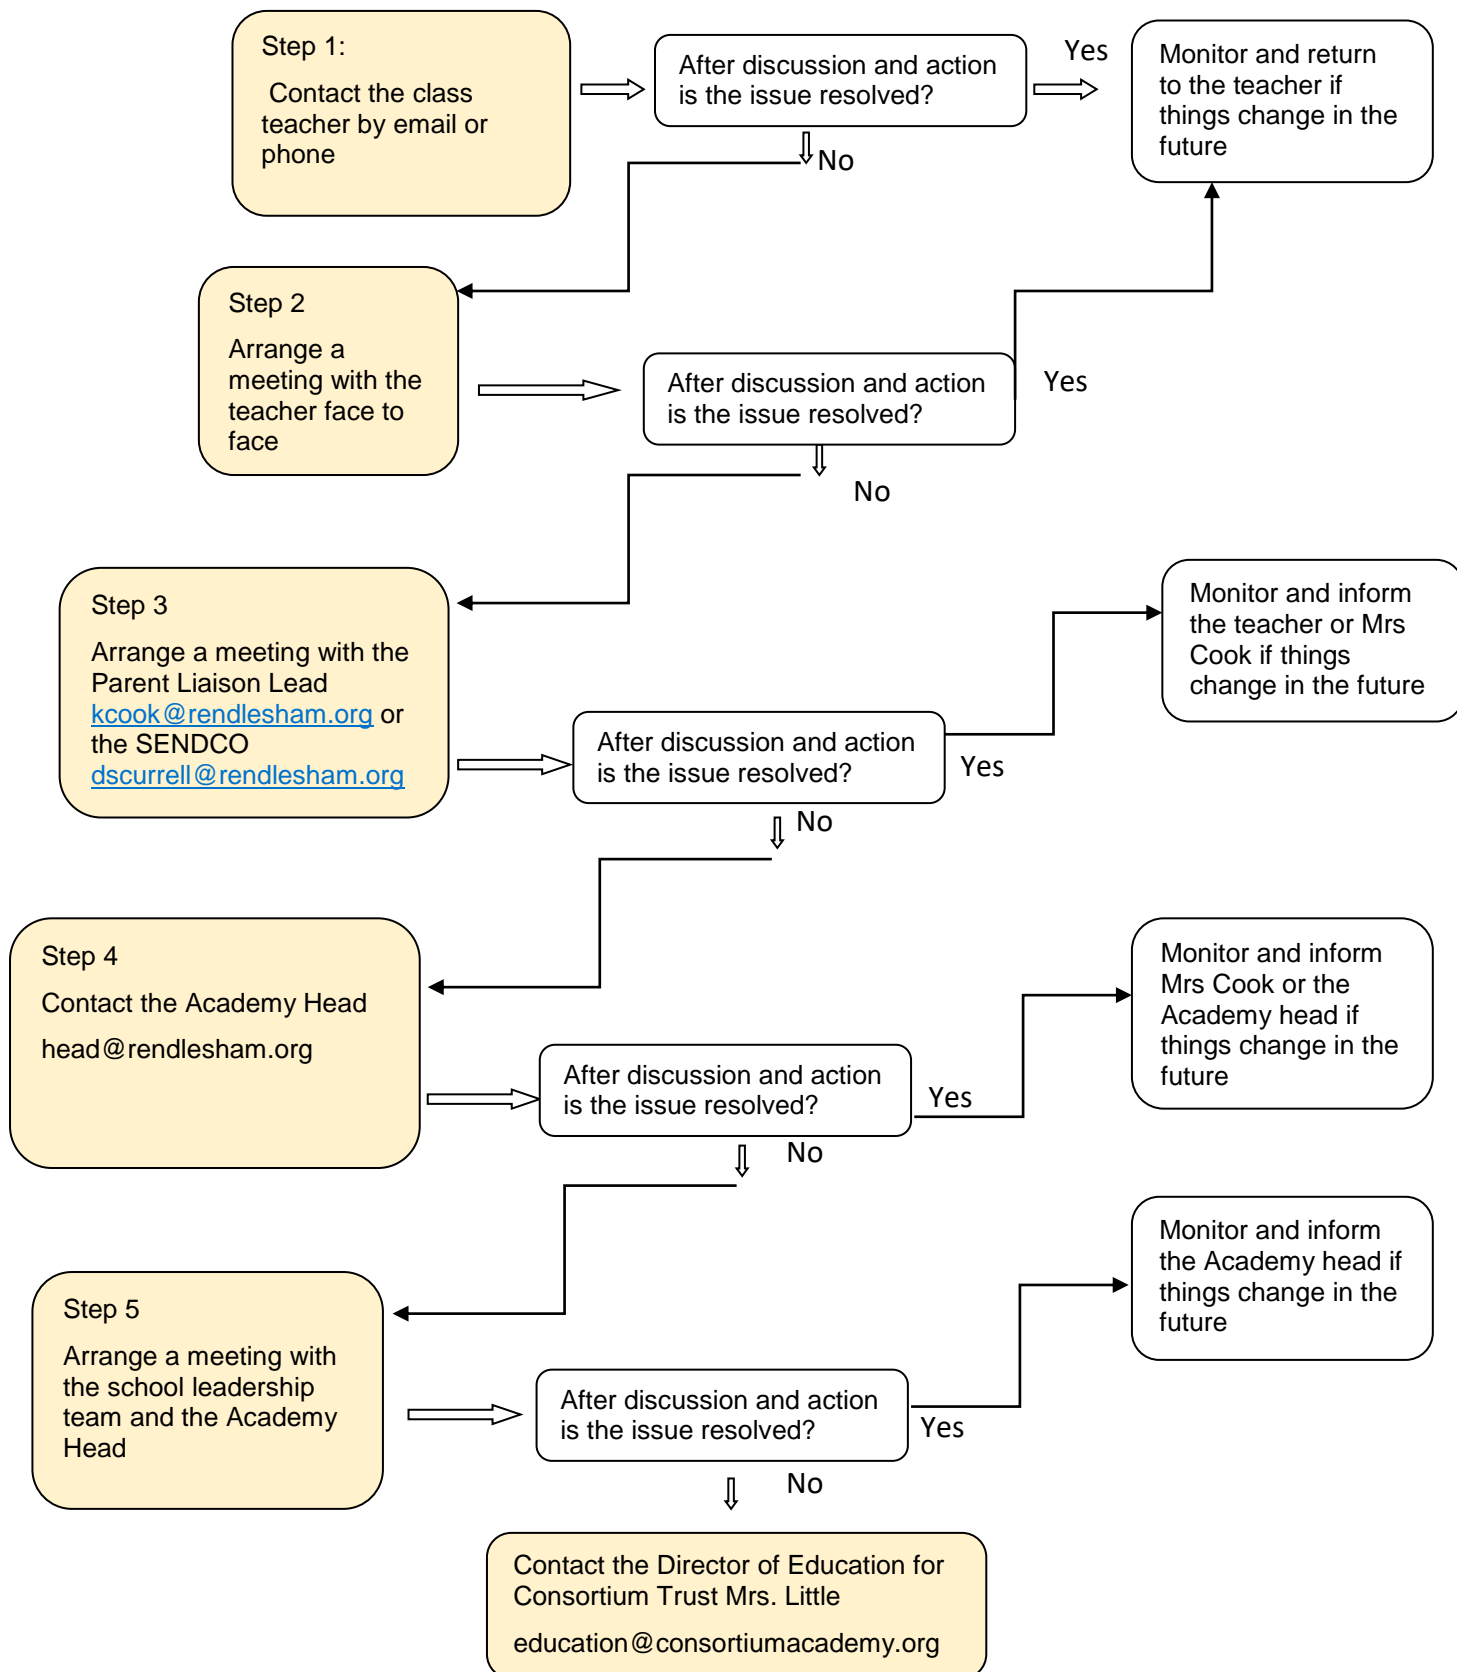 Step 1:
Contact the class
teacher by email or
phone
After discussion and action
is the issue resolved?
Yes
Monitor and return
to the teacher if
things change in the
future
No
Step 2
Arrange a
meeting with the
teacher face to
face
After discussion and action
is the issue resolved?
Yes
No
Step 3
Arrange a meeting with the
Parent Liaison Lead
kcook@rendlesham.org or
the SENDCO
dscurrell@rendlesham.org
After discussion and action
is the issue resolved?
Yes
Monitor and inform
the teacher or Mrs
Cook if things
change in the future
No
Step 4
Contact the Academy Head
head@rendlesham.org
After discussion and action
is the issue resolved?
Yes
Monitor and inform
Mrs Cook or the
Academy head if
things change in the
future
No
Step 5
Arrange a meeting with
the school leadership
team and the Academy
Head
After discussion and action
is the issue resolved?
Yes
Monitor and inform
the Academy head if
things change in the
future
No
Contact the Director of Education for
Consortium Trust Mrs. Little
education@consortiumacademy.org